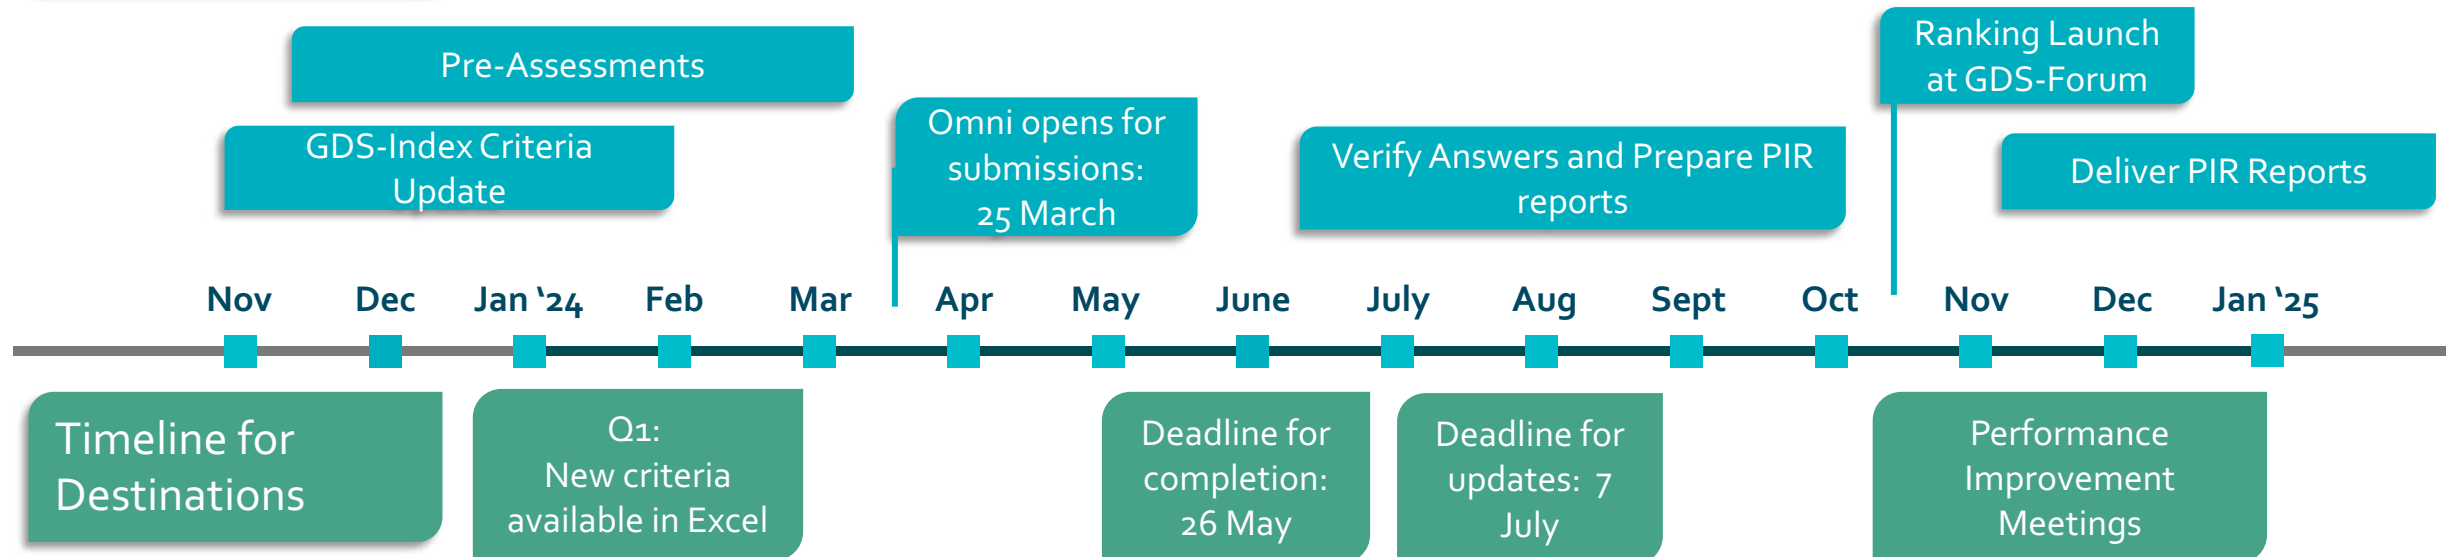 Ranking Launch
at GDS-Forum
Pre-Assessments
Omni opens for
submissions:
25 March
GDS-Index Criteria
Update
Verify Answers and Prepare PIR
reports
Deliver PIR Reports
Nov Dec Jan ‘24 Feb Mar Apr May June July Aug Sept Oct Nov Dec Jan ‘25
Timeline for
Destinations
Q1:
New criteria
available in Excel
Deadline for
completion:
26 May
Deadline for
updates: 7
July
Performance
Improvement
Meetings